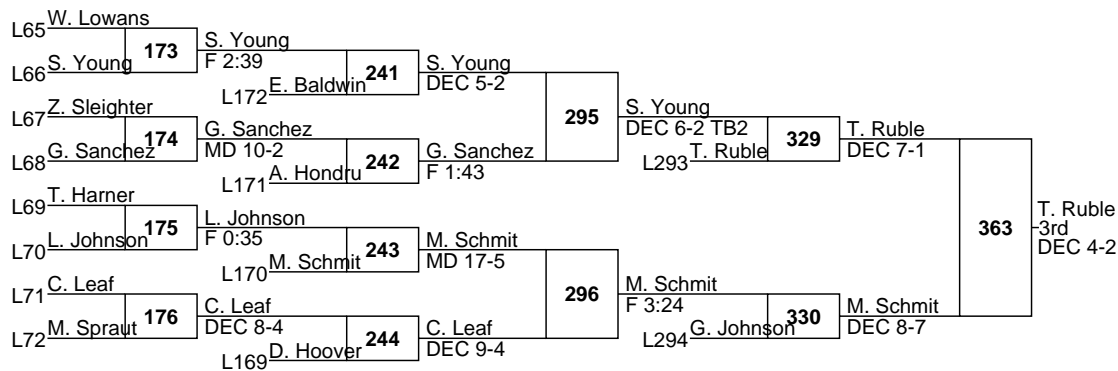 L65 W. Lowans
173
L66 S. Young
S. Young
F 2:39
241
L172 E. Baldwin
S. Young
DEC 5-2
L67 Z. Sleighter
174
L68 G. Sanchez
G. Sanchez
MD 10-2
242
L171 A. Hondru
G. Sanchez
F 1:43
295
S. Young
DEC 6-2 TB2
329
L293 T. Ruble
T. Ruble
DEC 7-1
L69 T. Harner
175
L70 L. Johnson
L. Johnson
F 0:35
243
L170 M. Schmit
M. Schmit
MD 17-5
L71 C. Leaf
176
L72 M. Spraut
C. Leaf
DEC 8-4
244
L169 D. Hoover
C. Leaf
DEC 9-4
296
M. Schmit
F 3:24
330
L294 G. Johnson
M. Schmit
DEC 8-7
363
T. Ruble
3rd
DEC 4-2